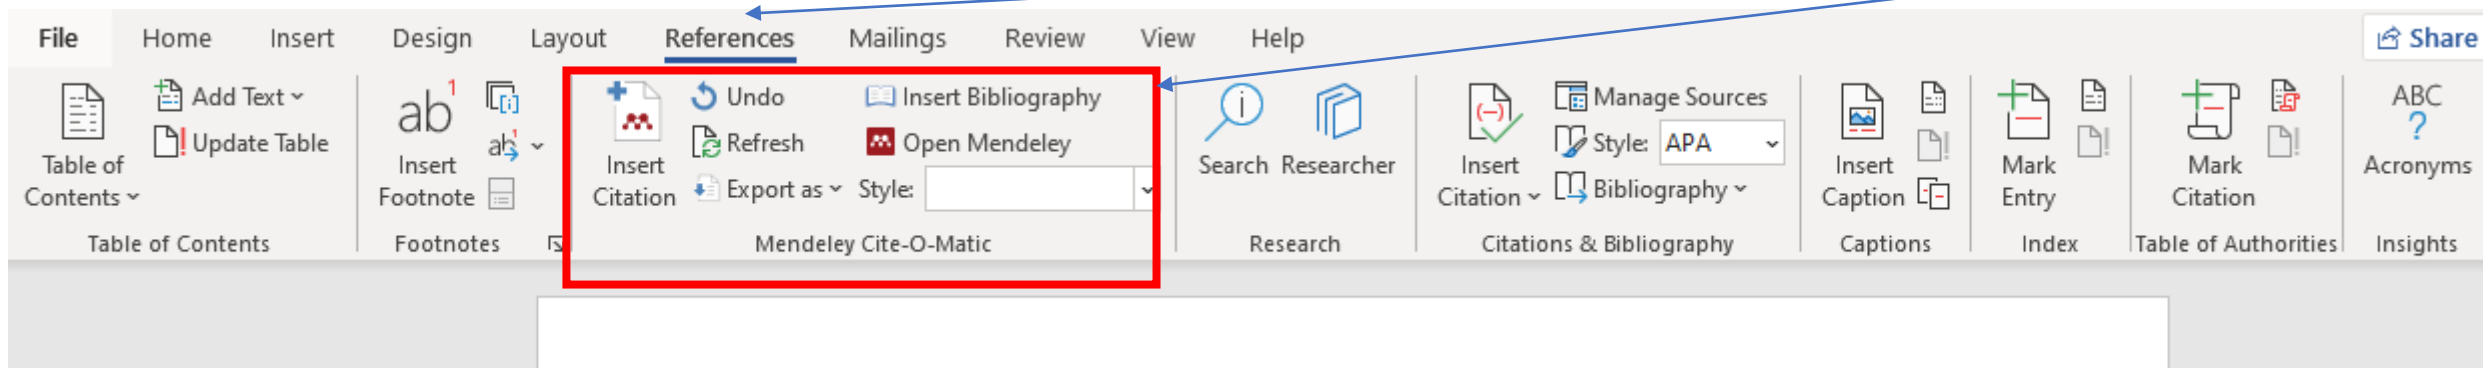 File Home Insert Design Layout References Mailings Review View Help Share
Add Text Undo Insert Bibliography Manage Sources ABC
Update Table Refresh Open Mendeley Style: APA
Table of Contents
ab1
Insert Footnote
ab1
Insert Citation
Export as Style:
Search Researcher
Insert Citation
Bibliography
Insert Caption
Mark Entry
Mark Citation
?
Acronyms
Table of Contents Footnotes Mendeley Cite-O-Matic Research Citations & Bibliography Captions Index Table of Authorities Insights